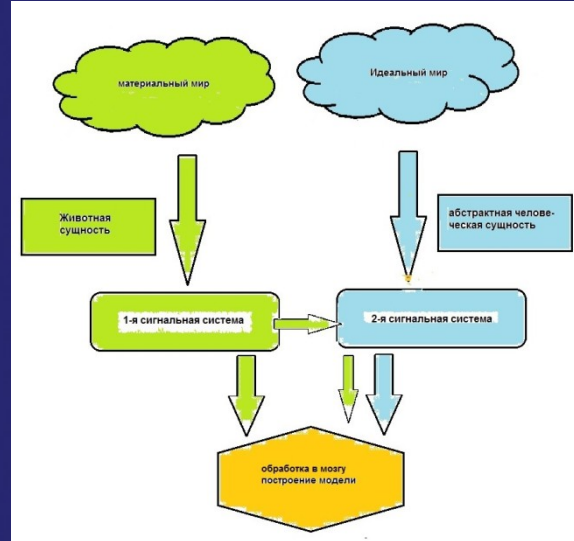 материальный мир
Идеальный мир
Животная
сущность
абстрактная челове-
ческая сущность
1-я сигнальная система
2-я сигнальная система
обработка в мозгу
построение модели